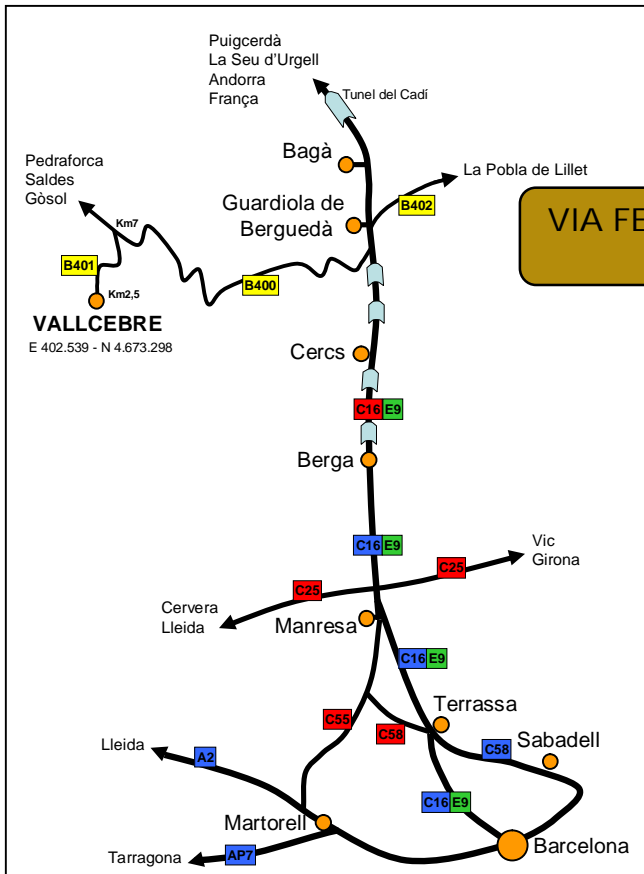 Puigcerdà
La Seu d'Urgell
Andorra
França
Tunel del Cadí
Bagà
La Pobla de Lillet
Pedraforca
Saldes
Gòsol
B402
Guardiola de
Berguedà
VIA FE
Km7
B401
B400
Km2,5
VALLCEBRE
E 402.539 - N 4.673.298
Cercs
C16 E9
Berga
C16 E9
Vic
Girona
C25
C25
Cervera
Lleida
Manresa
C16 E9
Terrassa
C55
C58
Sabadell
Lleida
A2
C58
C16 E9
Martorell
Barcelona
Tarragona
AP7